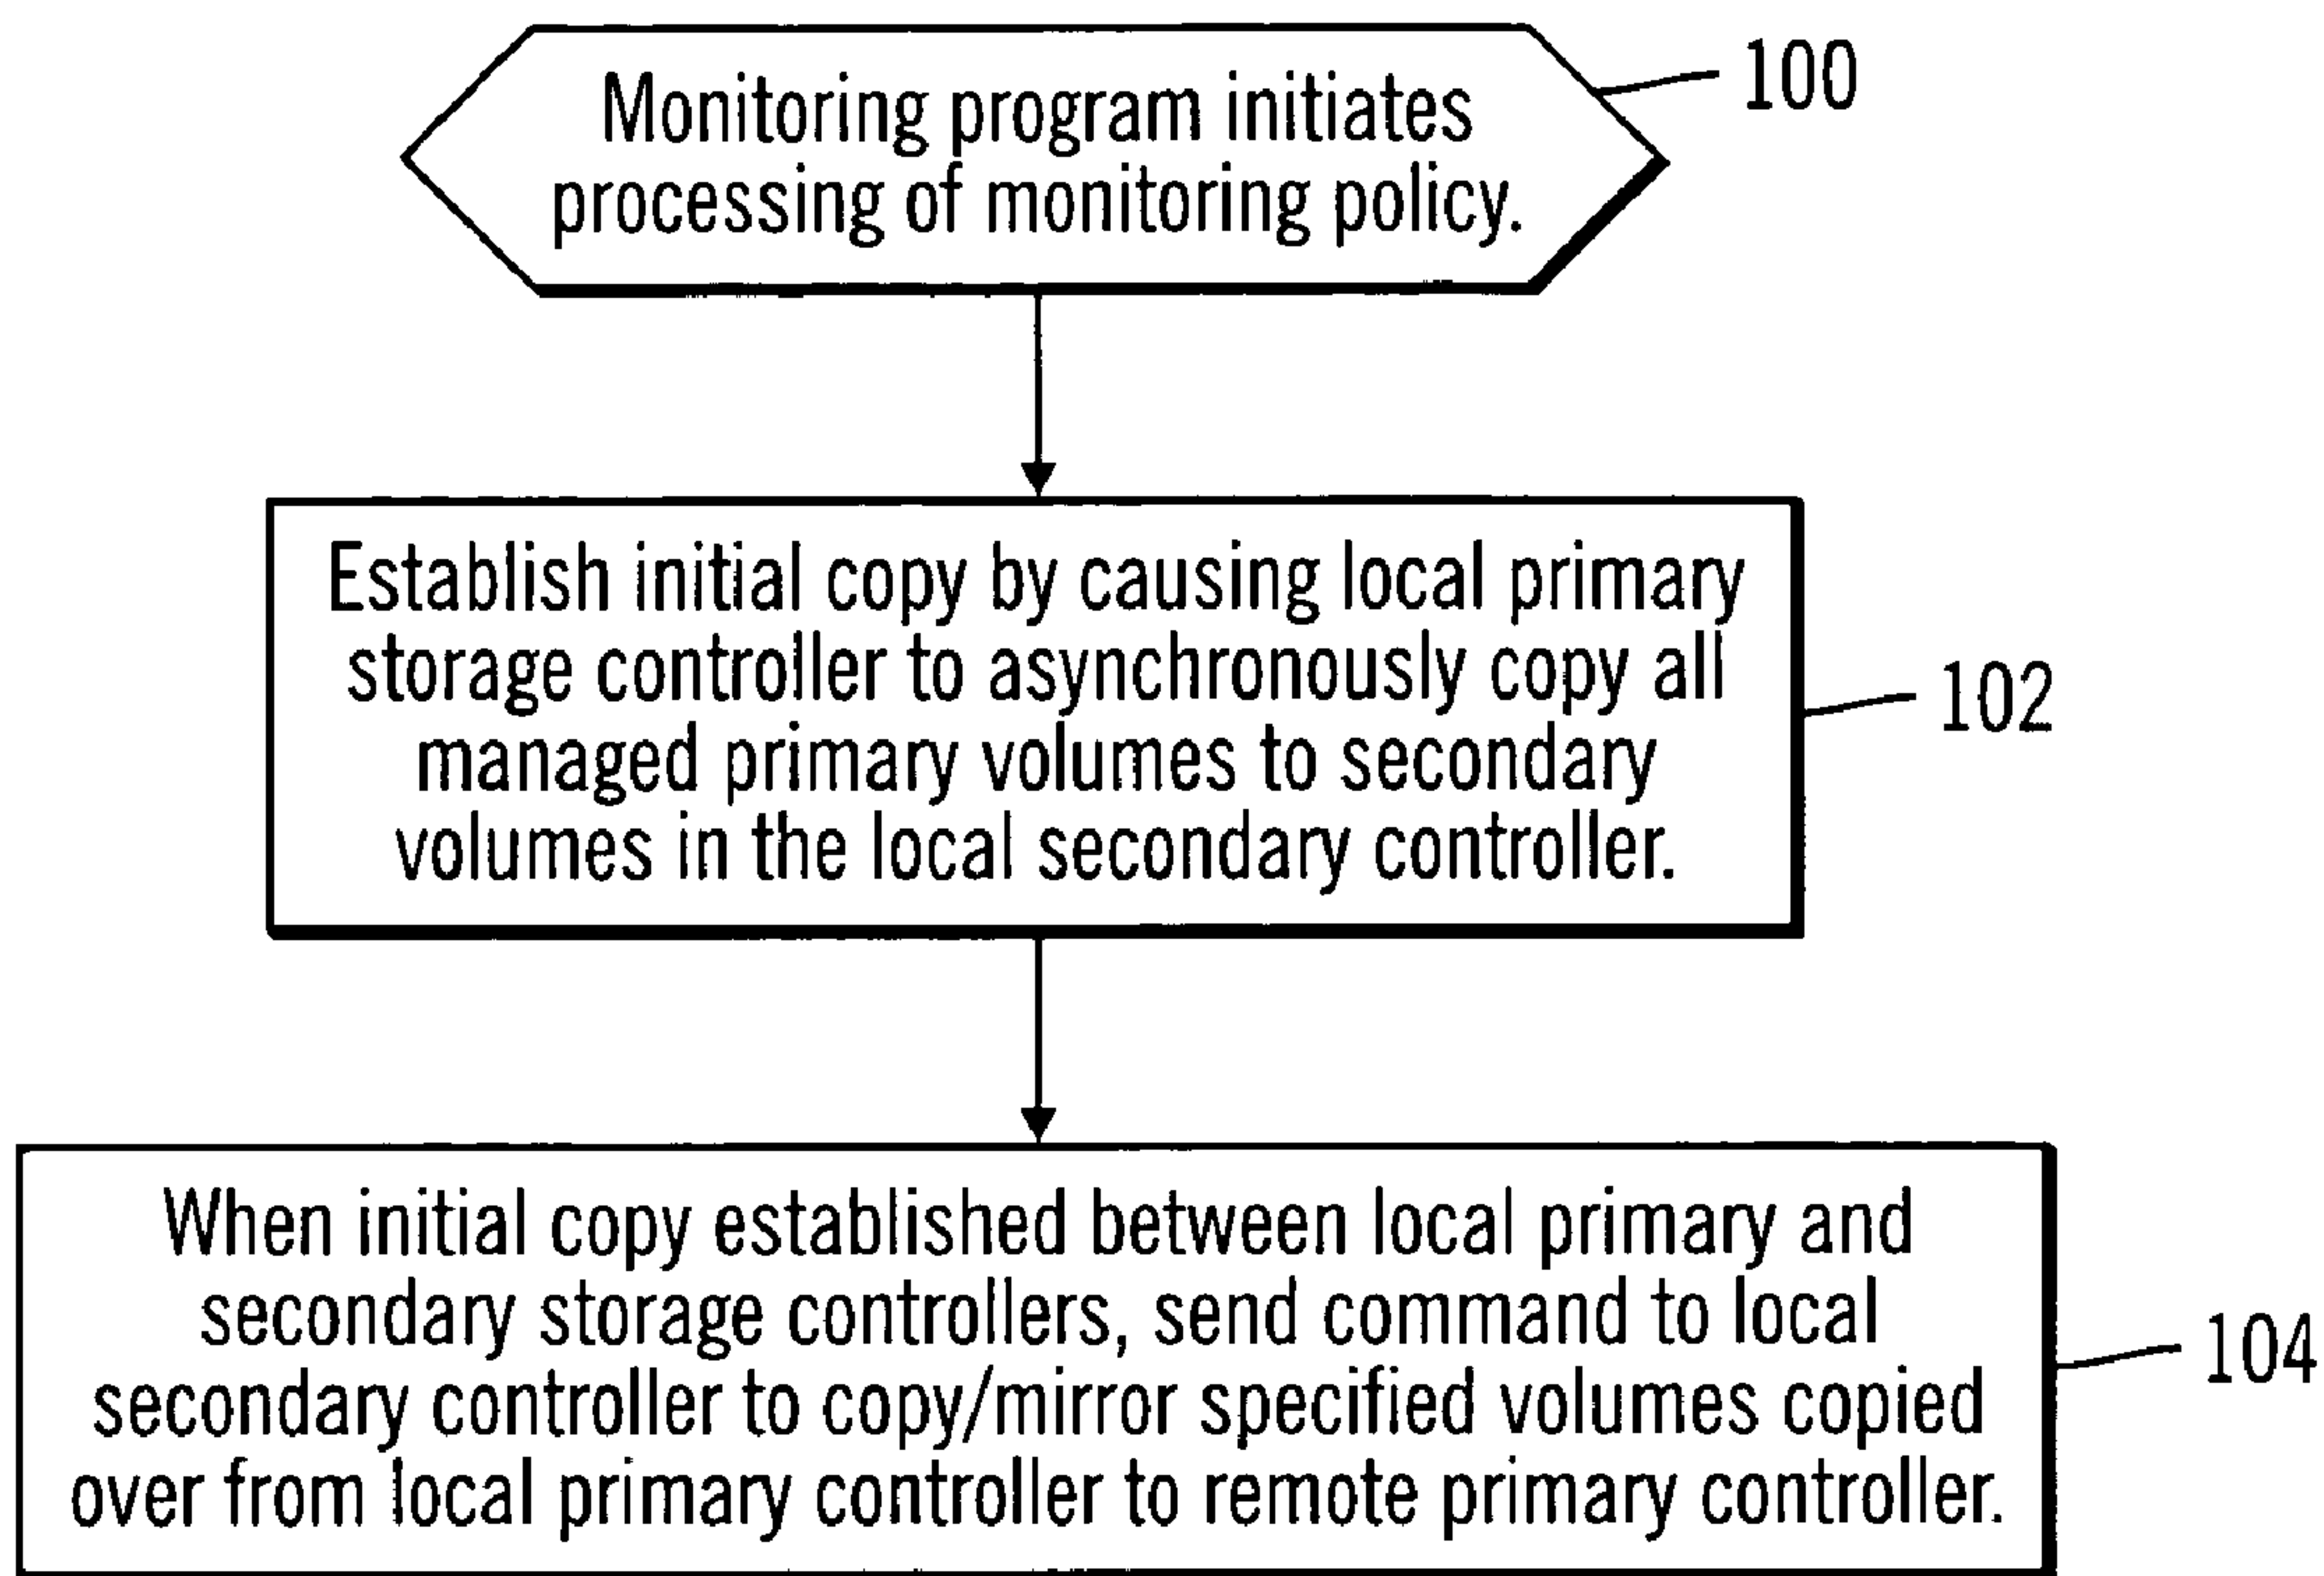 Monitoring program initiates
processing of monitoring policy.
100
Establish initial copy by causing local primary
storage controller to asynchronously copy all
managed primary volumes to secondary
volumes in the local secondary controller.
102
When initial copy established between local primary and
secondary storage controllers, send command to local
secondary controller to copy/mirror specified volumes copied
over from local primary controller to remote primary controller.
104